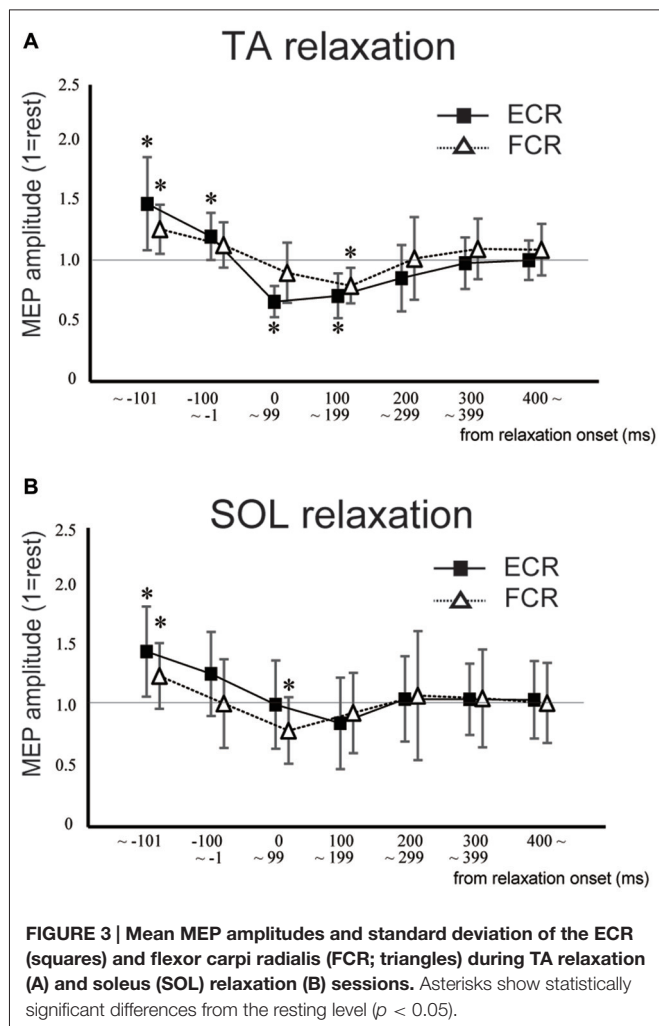 A
TA relaxation
2.5
2.0
1.5
1.0
0.5
0
MEP amplitude (1=rest)
ECR
FCR
* * *
*
* *
~ -101 -100 0 100 200 300 400 ~
~ -1 ~ 99 ~ 199 ~ 299 ~ 399
from relaxation onset (ms)
B
SOL relaxation
2.5
2.0
1.5
1.0
0.5
0
MEP amplitude (1=rest)
ECR
FCR
* *
*
~ -101 -100 0 100 200 300 400 ~
~ -1 ~ 99 ~ 199 ~ 299 ~ 399
from relaxation onset (ms)
FIGURE 3 | Mean MEP amplitudes and standard deviation of the ECR
(squares) and flexor carpi radialis (FCR; triangles) during TA relaxation
(A) and soleus (SOL) relaxation (B) sessions. Asterisks show statistically
significant differences from the resting level (p < 0.05).